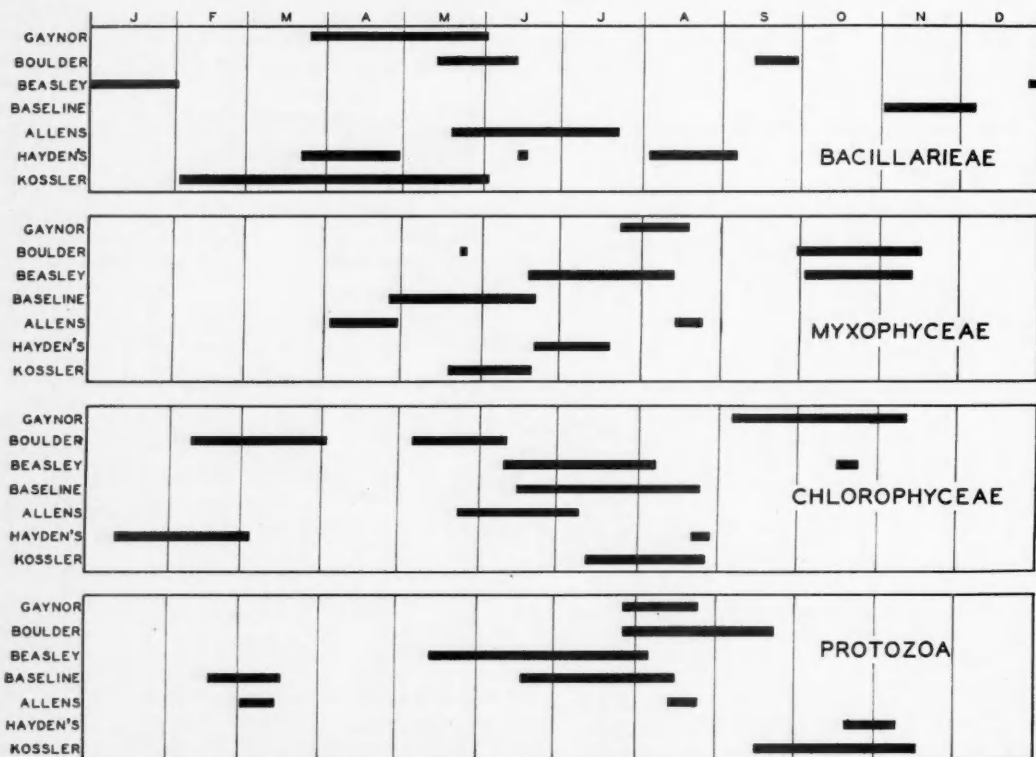 J F M A M J J A S O N D
GAYNOR
BOULDER
BEASLEY
BASELINE
ALLENS
HAYDEN'S
KOSSLER
BACILLARIEAE
GAYNOR
BOULDER
BEASLEY
BASELINE
ALLENS
HAYDEN'S
KOSSLER
MYXOPHYCEAE
GAYNOR
BOULDER
BEASLEY
BASELINE
ALLENS
HAYDEN'S
KOSSLER
CHLOROPHYCEAE
GAYNOR
BOULDER
BEASLEY
BASELINE
ALLENS
HAYDEN'S
KOSSLER
PROTOZOA